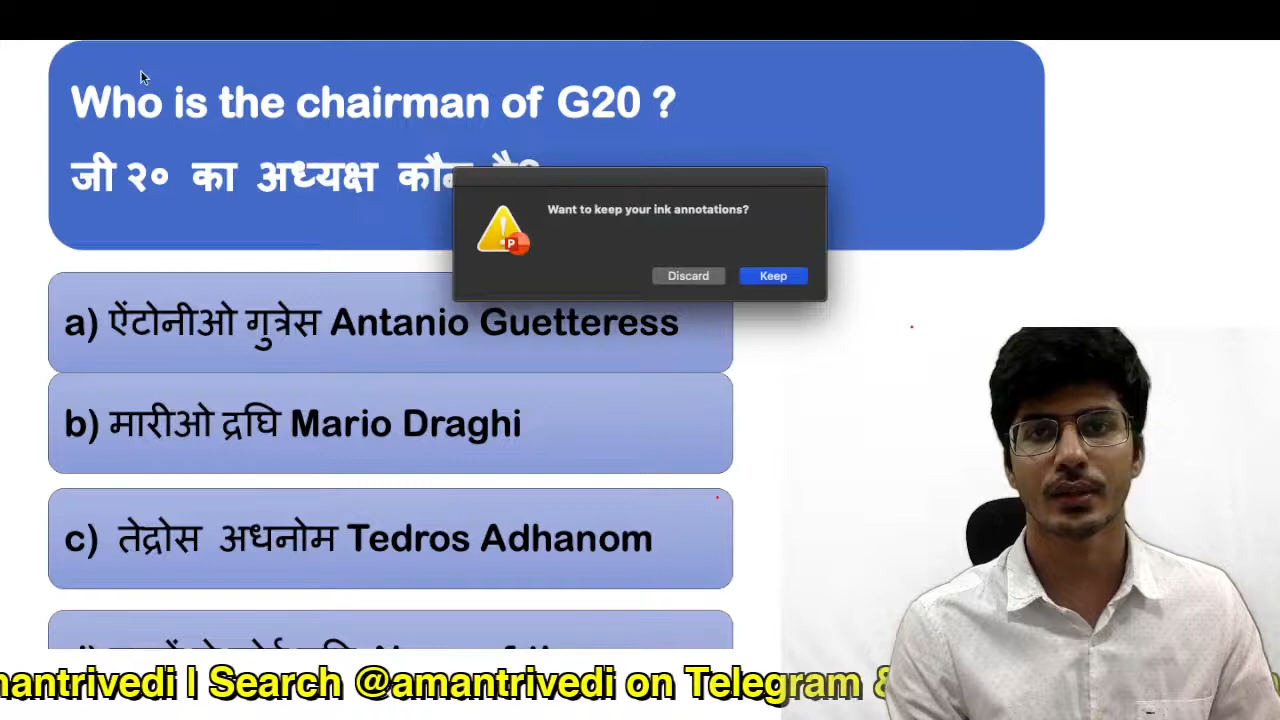 Who is the chairman of G20 ?
जी २० का अध्यक्ष
Want to keep your ink annotations?
Discard
Keep
a) ऐंटोनीओ गुत्रेस Antanio Guetteress
b) मारीओ द्रघि Mario Draghi
c) तेद्रोस अधनोम Tedros Adhanom
mantrivedi | Search @amantrivedi on Telegram &